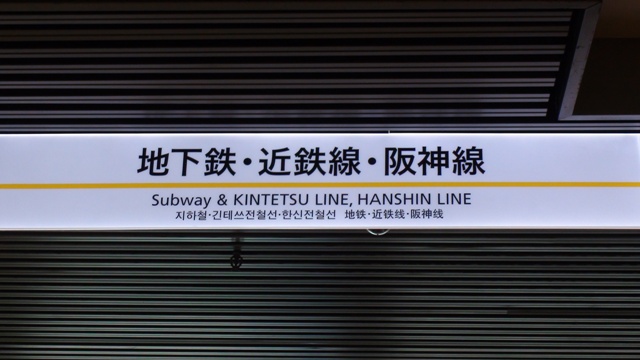 地下鉄・近鉄線・阪神線
Subway & KINTETSU LINE, HANSHIN LINE
지하철·긴테쓰전철선·한신전철선 地铁·近铁线·阪神线